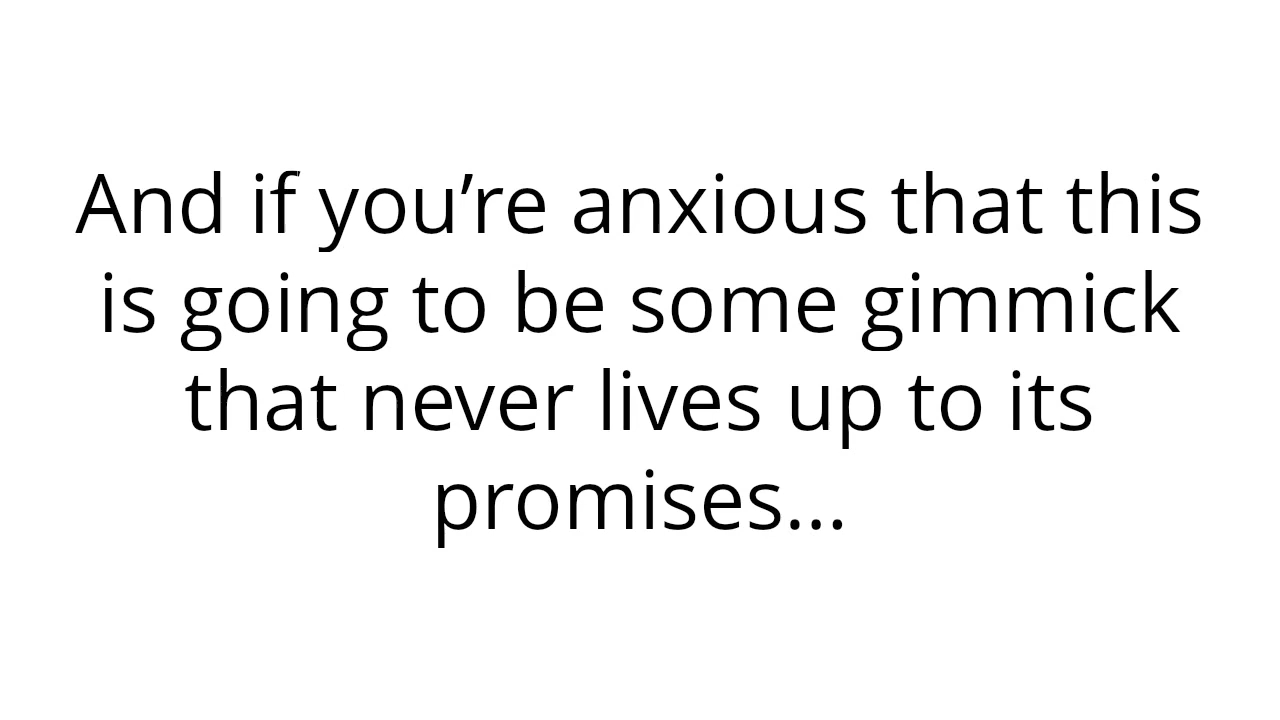 And if you’re anxious that this
is going to be some gimmick
that never lives up to its
promises...